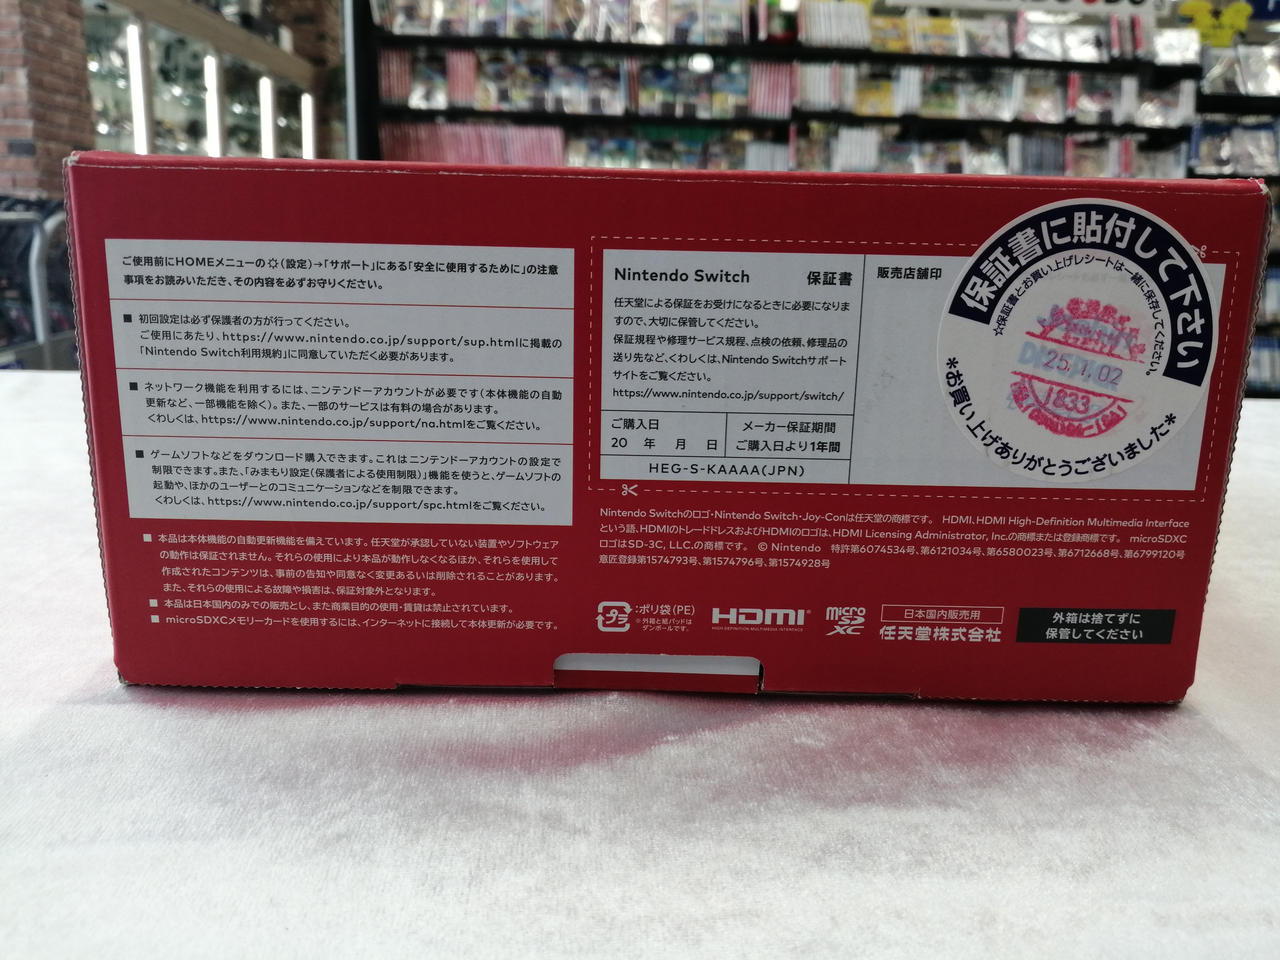 ご使用前にHOMEメニューの(設定)→「サポート」にある「安全に使用するために」の注意
事項をお読みいただき、その内容を必ずお守りください。
■ 初回設定は必ず保護者の方が行ってください。
ご使用にあたり、https://www.nintendo.co.jp/support/sup.htmlに掲載の
「Nintendo Switch利用規約」に同意していただく必要があります。
■ ネットワーク機能を利用するには、ニンテンドーアカウントが必要です(本体機能の自動
更新など、一部機能を除く)。また、一部のサービスは有料の場合があります。
くわしくは、https://www.nintendo.co.jp/support/na.htmlをご覧ください。
■ ゲームソフトなどをダウンロード購入できます。これはニンテンドーアカウントの設定で
制限できます。また、「みまもり設定(保護者による使用制限)」機能を使うと、ゲームソフトの
起動や、ほかのユーザーとのコミュニケーションなどを制限できます。
くわしくは、https://www.nintendo.co.jp/support/spc.htmlをご覧ください。
■ 本品は本体機能の自動更新機能を備えています。任天堂が承認していない装置やソフトウェア
の動作は保証されません。それらの使用により本品が動作しなくなるほか、それらを使用して
作成されたコンテンツは、事前の告知や同意なく変更あるいは削除されることがあります。
また、それらの使用による故障や損害は、保証対象外となります。
■ 本品は日本国内のみでの販売とし、また商業目的の使用・賃貸は禁止されています。
■ microSDXCメモリーカードを使用するには、インターネットに接続して本体更新が必要です。
Nintendo Switch 保証書
任天堂による保証をお受けになるときに必要になりま
すので、大切に保管してください。
保証規程や修理サービス規程、点検の依頼、修理品の
送り先など、くわしくは、Nintendo Switchサポート
サイトをご覧ください。
https://www.nintendo.co.jp/support/switch/
ご購入日
20 年 月 日
メーカー保証期間
ご購入日より1年間
HEG-S-KAAAA(JPN)
販売店舗印
保証書に貼付して下さい
☆保証書とお買い上げレシートは一緒に保存してください。
25.1.02
1833
*お買い上げありがとうございました*
Nintendo Switchのロゴ・Nintendo Switch・Joy-Conは任天堂の商標です。 HDMI、HDMI High-Definition Multimedia Interface
という語、HDMIのトレードドレスおよびHDMIのロゴは、HDMI Licensing Administrator, Inc.の商標または登録商標です。 microSDXC
ロゴはSD-3C, LLC.の商標です。 © Nintendo 特許第6074534号、第6121034号、第6580023号、第6712668号、第6799120号
意匠登録第1574793号、第1574796号、第1574928号
プラ
:ポリ袋(PE)
※外箱と紙パッドは
ダンボールです。
HDMI
HIGH-DEFINITION MULTIMEDIA INTERFACE
micro
SD
XC
日本国内販売用
任天堂株式会社
外箱は捨てずに
保管してください